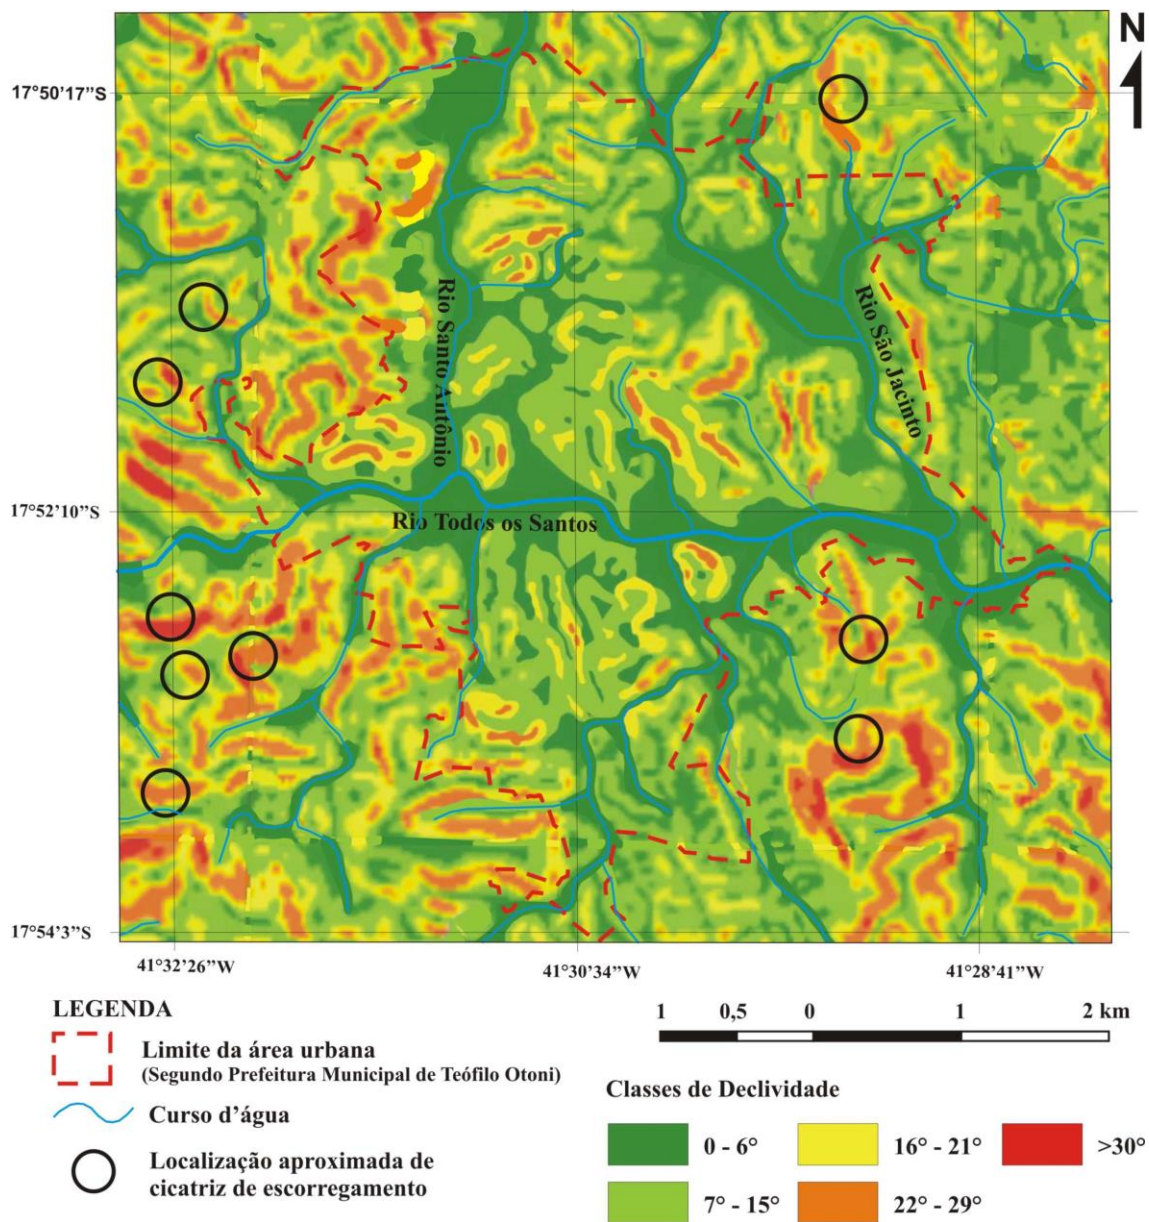 N
17°50'17”S
Rio Santo Antônio
Rio São Jacinto
17°52'10”S
Rio Todos os Santos
17°54'3”S
41°32'26”W
41°30'34”W
41°28'41”W
LEGENDA
Limite da área urbana
(Segundo Prefeitura Municipal de Teófilo Otoni)
Curso d'água
Localização aproximada de
cicatriz de escorregamento
1 0,5 0 1 2 km
Classes de Declividade
0 - 6° 16° - 21° >30°
7° - 15° 22° - 29°